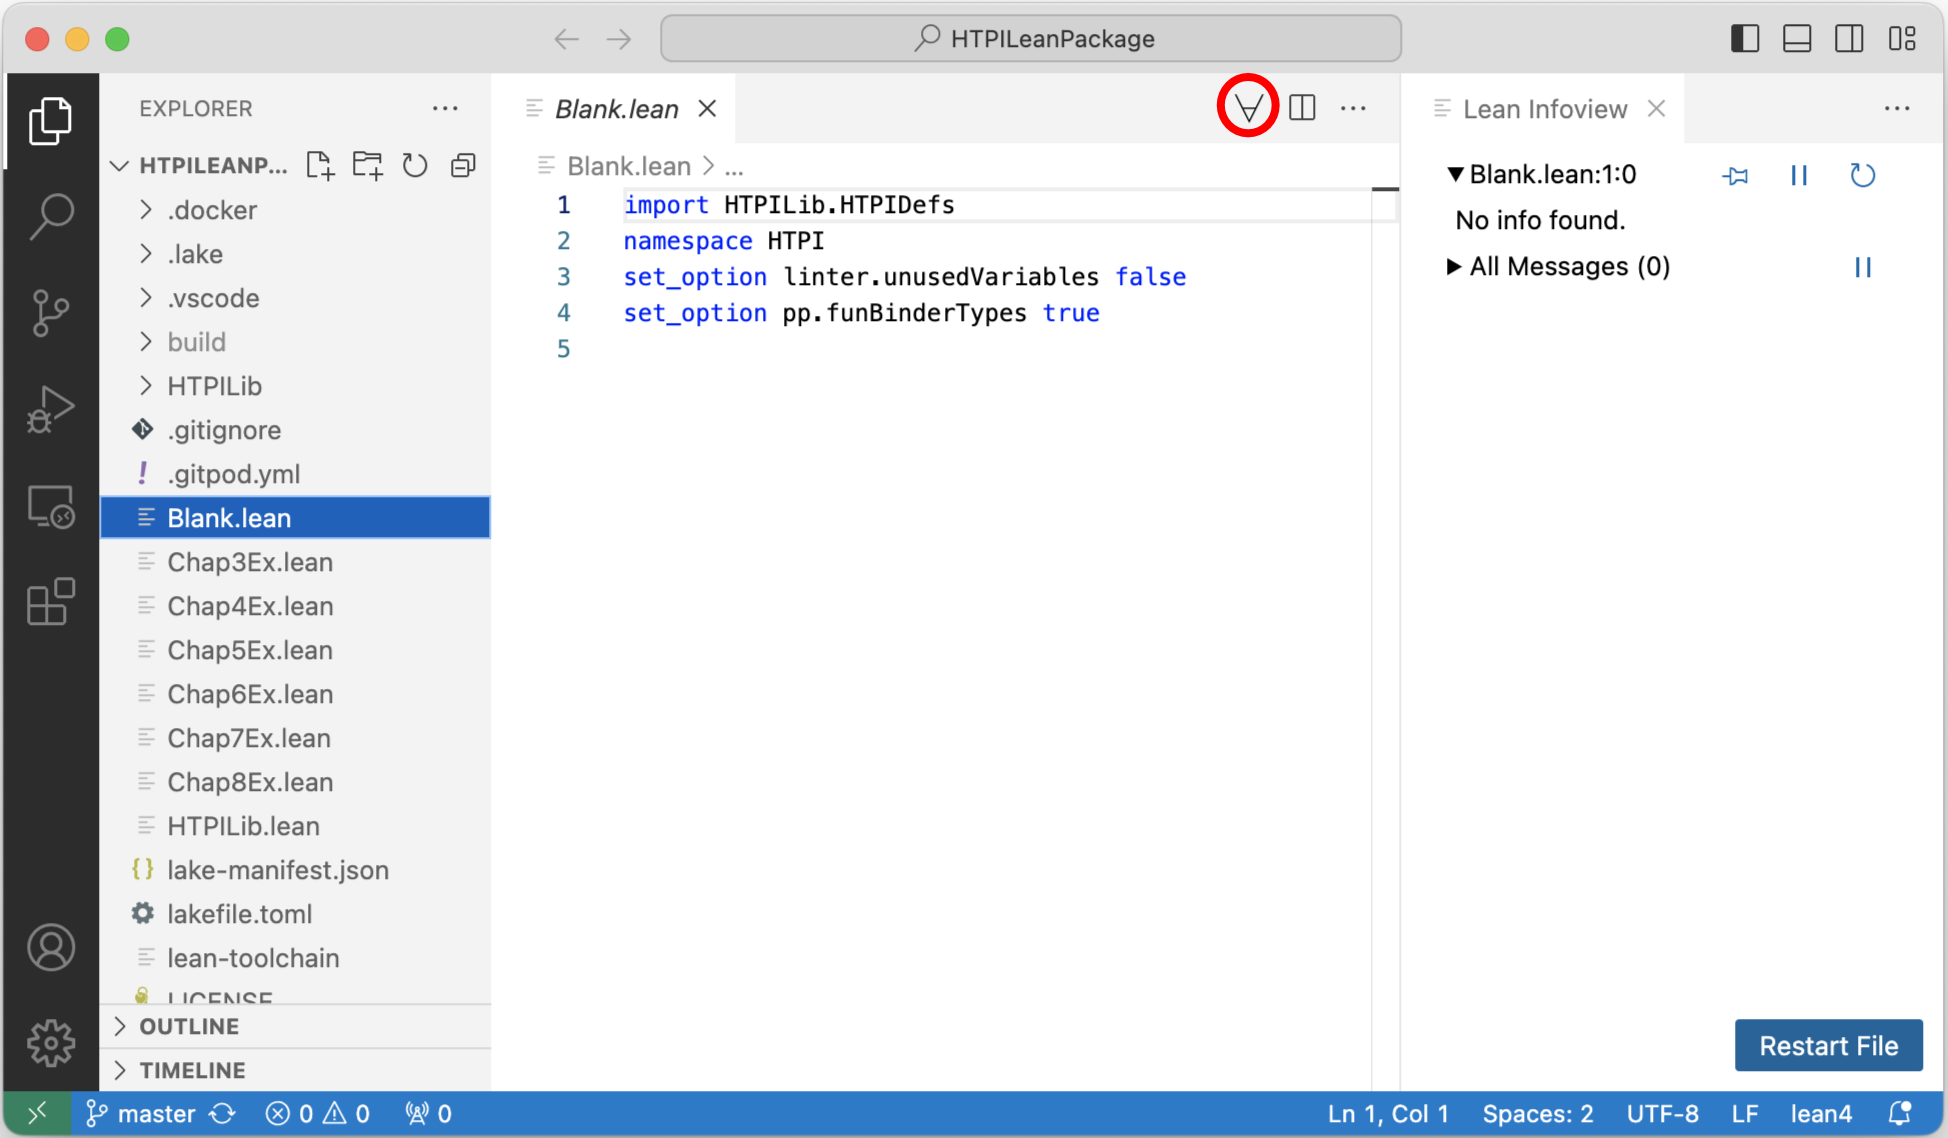 HTPILeanPackage
EXPLORER
HTPILEANP...
.docker
.lake
.vscode
build
HTPILib
.gitignore
! .gitpod.yml
Blank.lean
Chap3Ex.lean
Chap4Ex.lean
Chap5Ex.lean
Chap6Ex.lean
Chap7Ex.lean
Chap8Ex.lean
HTPILib.lean
{} lake-manifest.json
lakefile.toml
lean-toolchain
LICENSE
OUTLINE
TIMELINE
Blank.lean
∀
Blank.lean > ...
1 import HTPILib.HTPIDefs
2 namespace HTPI
3 set_option linter.unusedVariables false
4 set_option pp.funBinderTypes true
5
Lean Infoview
▼Blank.lean:1:0
No info found.
▶All Messages (0)
Restart File
master 0 0 0 Ln 1, Col 1 Spaces: 2 UTF-8 LF lean4